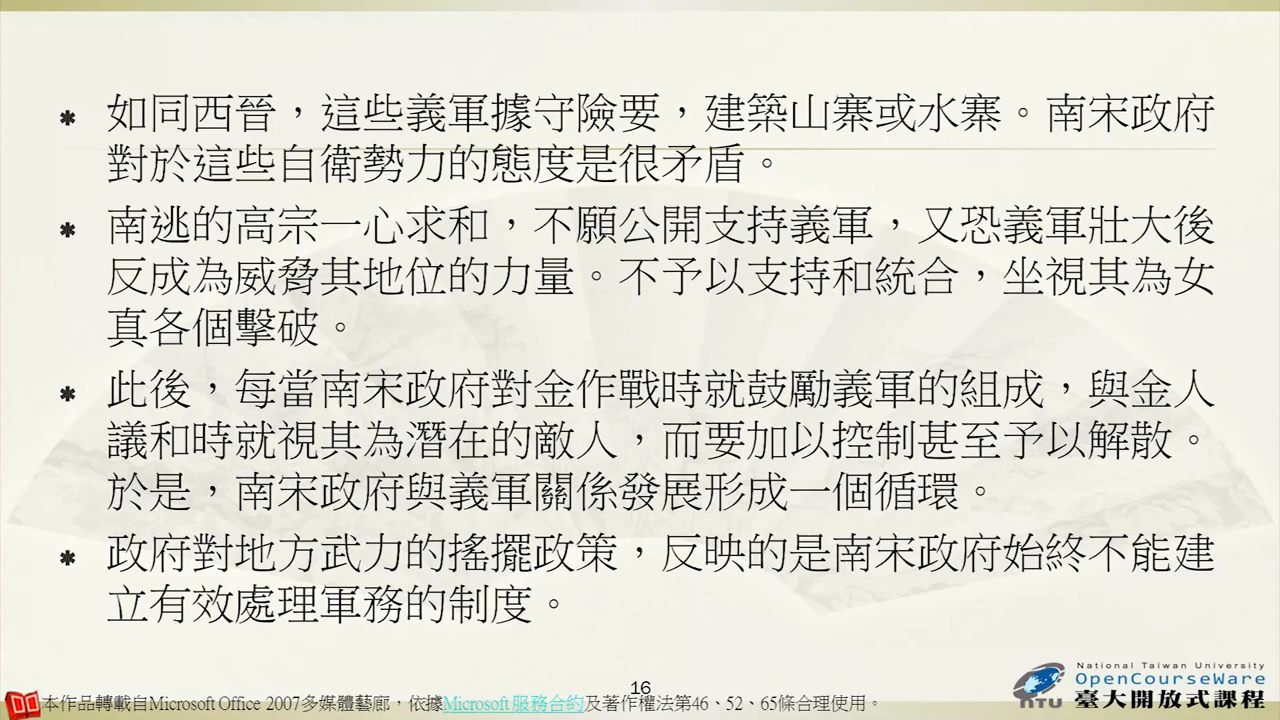 * 如同西晉，這些義軍據守險要，建築山寨或水寨。南宋政府
對於這些自衛勢力的態度是很矛盾。
* 南逃的高宗一心求和，不願公開支持義軍，又恐義軍壯大後
反成為威脅其地位的力量。不予以支持和統合，坐視其為女
真各個擊破。
* 此後，每當南宋政府對金作戰時就鼓勵義軍的組成，與金人
議和時就視其為潛在的敵人，而要加以控制甚至予以解散。
於是，南宋政府與義軍關係發展形成一個循環。
* 政府對地方武力的搖擺政策，反映的是南宋政府始終不能建
立有效處理軍務的制度。
16
本作品轉載自Microsoft Office 2007多媒體藝廊，依據Microsoft 服務合約及著作權法第46、52、65條合理使用。
National Taiwan University
OpenCourseWare
NTU 臺大開放式課程